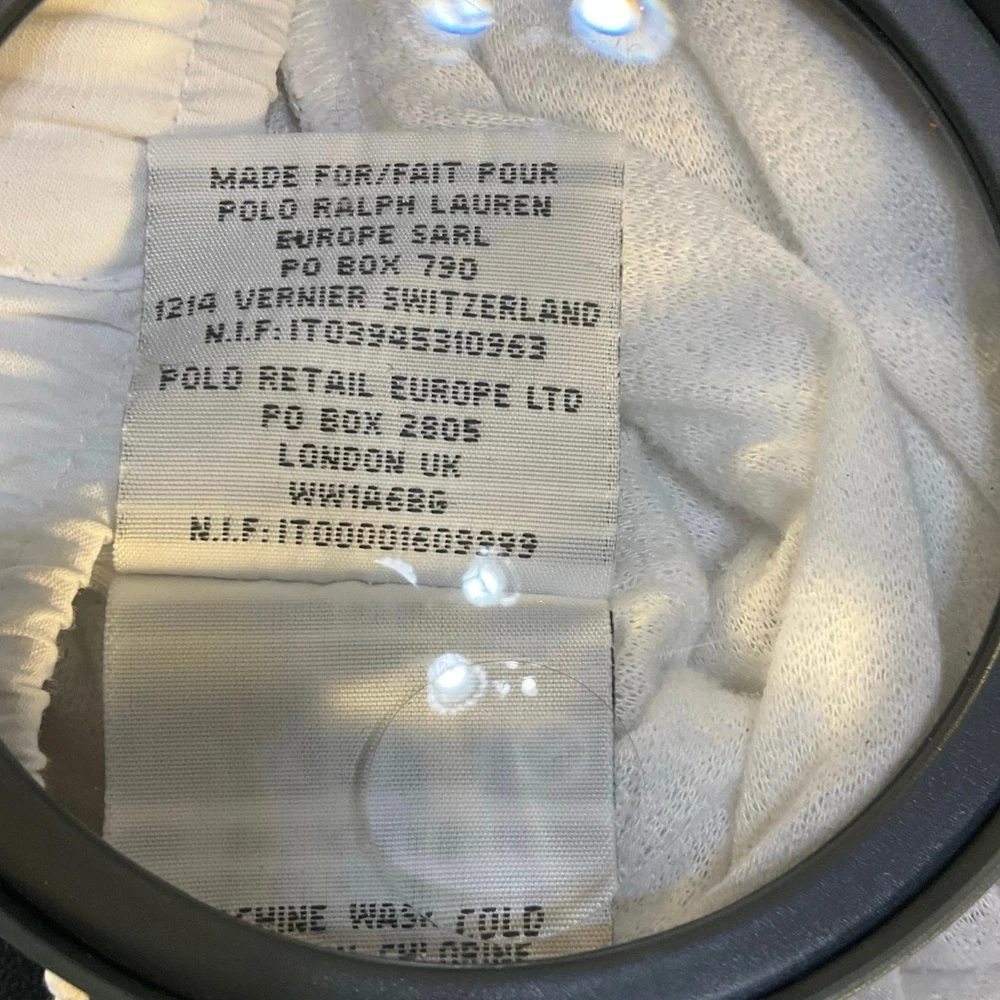 MADE FOR/FAIT POUR
POLO RALPH LAUREN
EUROPE SARL
PO BOX 790
1214 VERNIER SWITZERLAND
N.I.F:IT03945310963
POLO RETAIL EUROPE LTD
PO BOX 2805
LONDON UK
WW1A6BG
N.I.F:IT00001609999
WASH COLD
CHLORINE